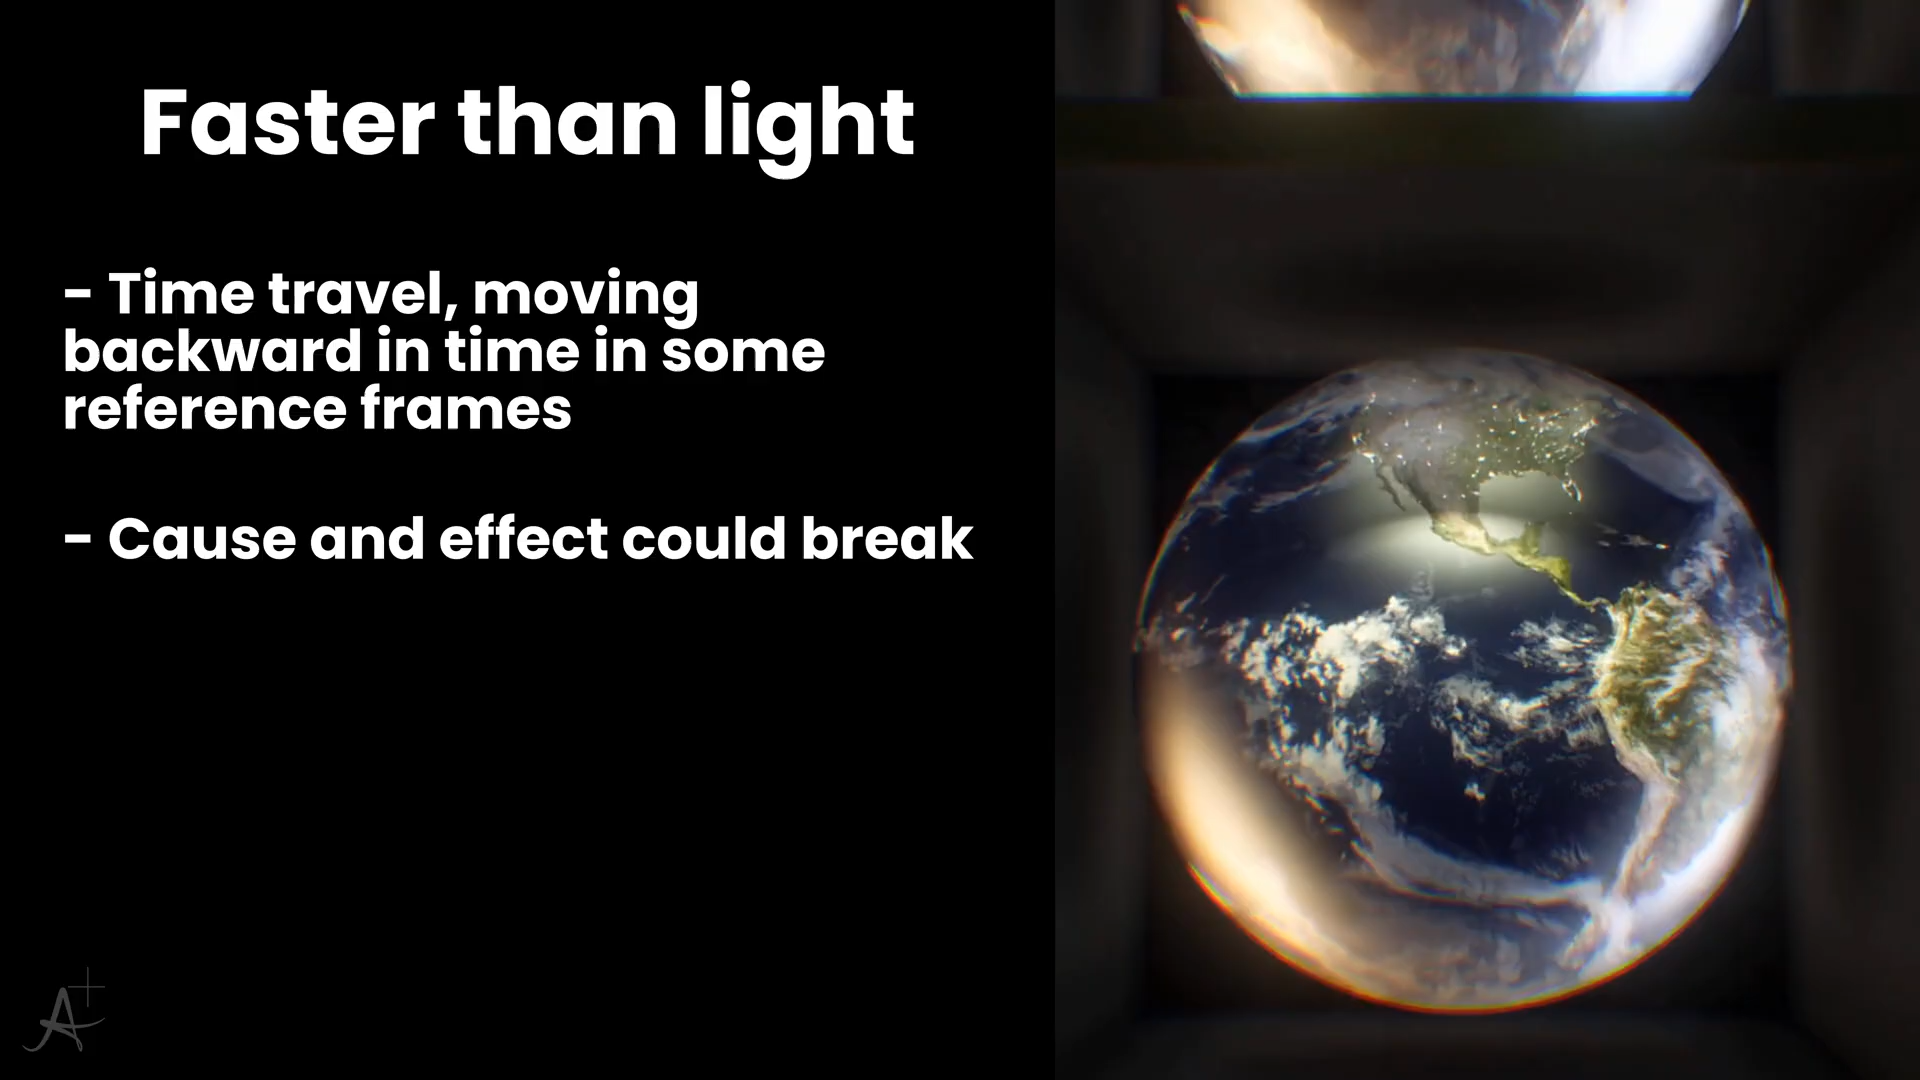 Faster than light
- Time travel, moving
backward in time in some
reference frames
- Cause and effect could break
A+